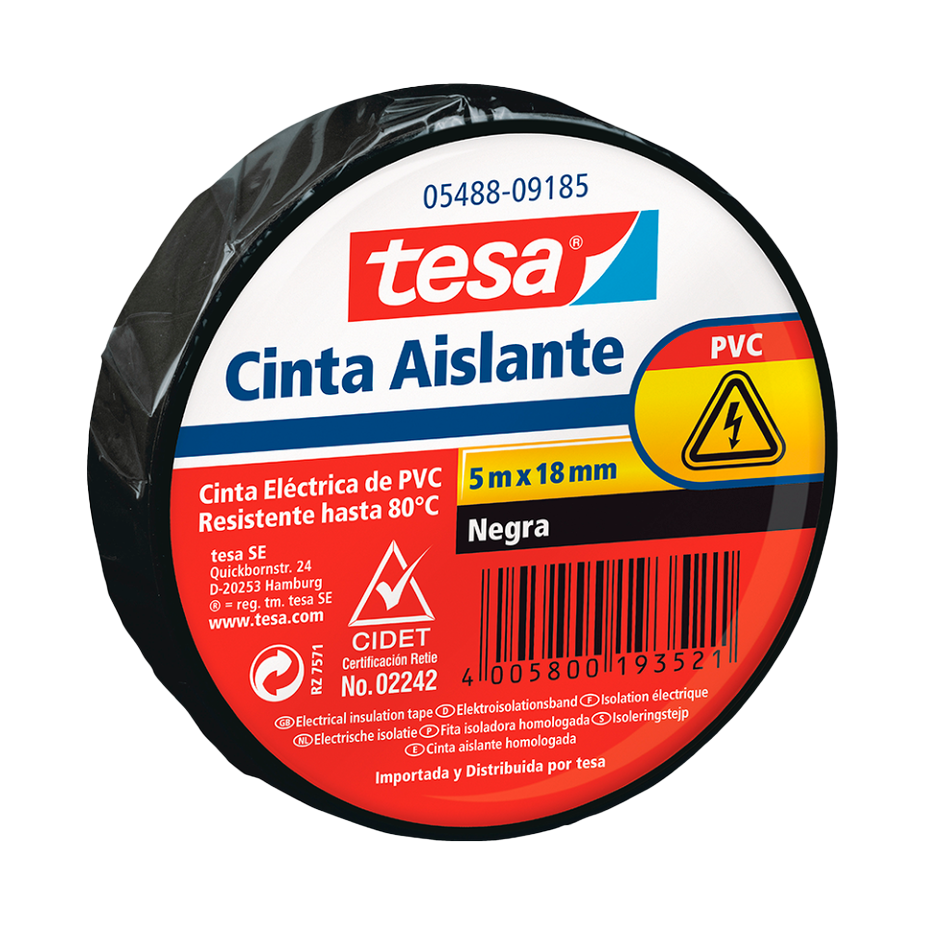 05488-09185
tesa®
Cinta Aislante
PVC
5 m x 18 mm
Negra
Cinta Eléctrica de PVC
Resistente hasta 80°C
tesa SE
Quickbornstr. 24
D-20253 Hamburg
® = reg. tm. tesa SE
www.tesa.com
RZ 7571
CIDET
Certificación Retie
No. 02242
4 005800 193521
GB Electrical insulation tape D Elektroisolationsband F Isolation électrique
NL Elektrische isolatie P Fita isoladora homologada S Isoleringstejp
E Cinta aislante homologada
Importada y Distribuida por tesa